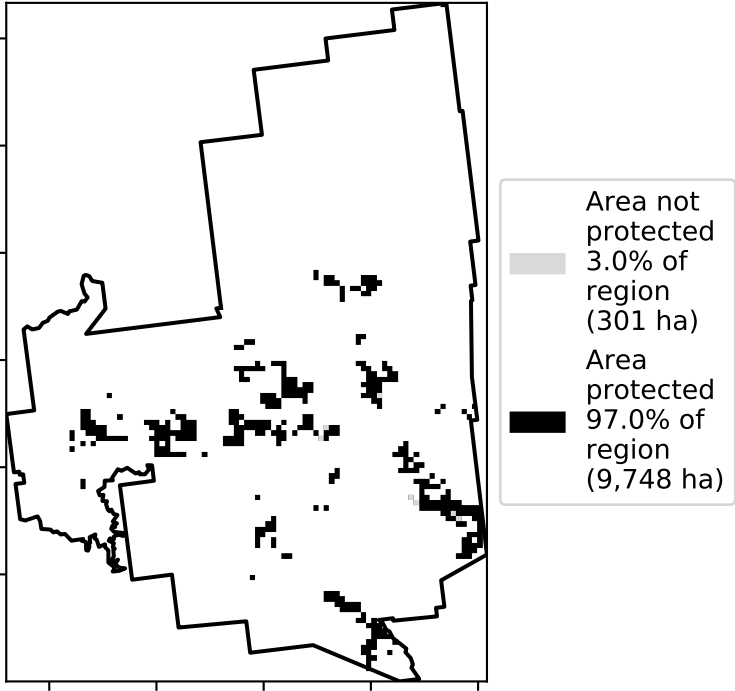 Area not
protected
3.0% of
region
(301 ha)
Area
protected
97.0% of
region
(9,748 ha)